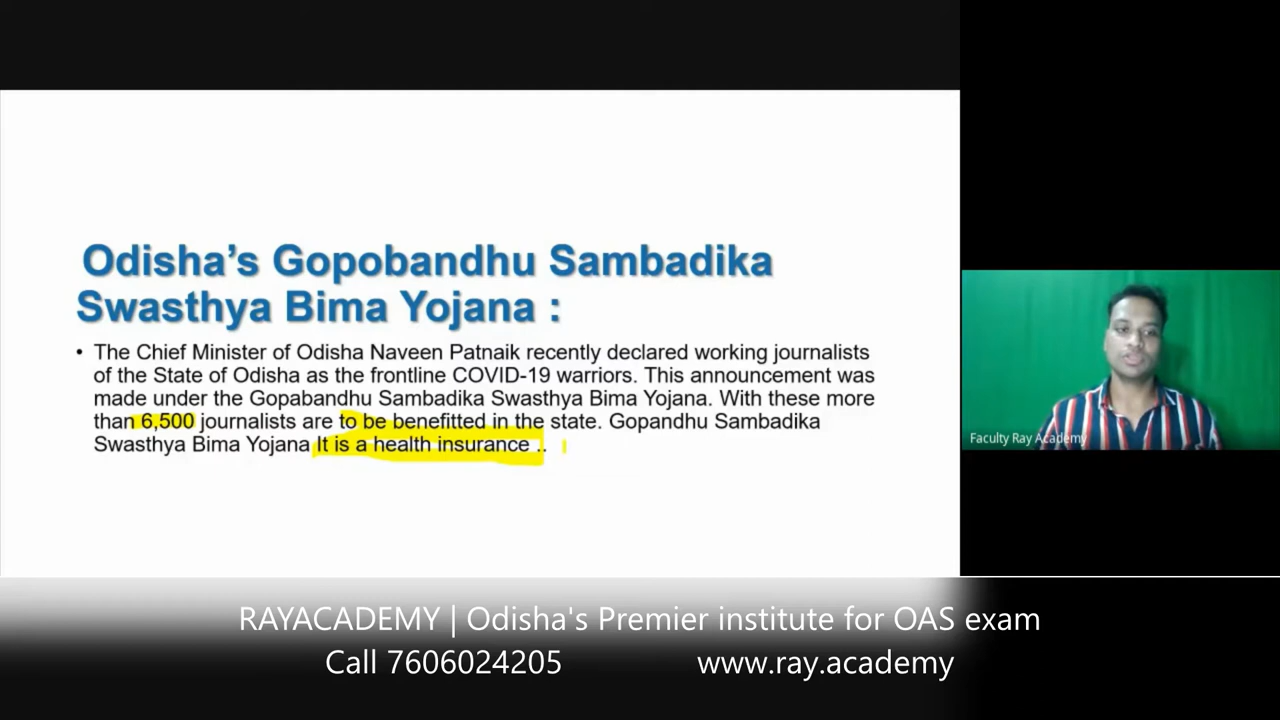 Odisha's Gopobandhu Sambadika
Swasthya Bima Yojana :
• The Chief Minister of Odisha Naveen Patnaik recently declared working journalists
of the State of Odisha as the frontline COVID-19 warriors. This announcement was
made under the Gopabandhu Sambadika Swasthya Bima Yojana. With these more
than 6,500 journalists are to be benefitted in the state. Gopandhu Sambadika
Swasthya Bima Yojana It is a health insurance ..
Faculty Ray Academy
RAYACADEMY | Odisha's Premier institute for OAS exam
Call 7606024205 www.ray.academy